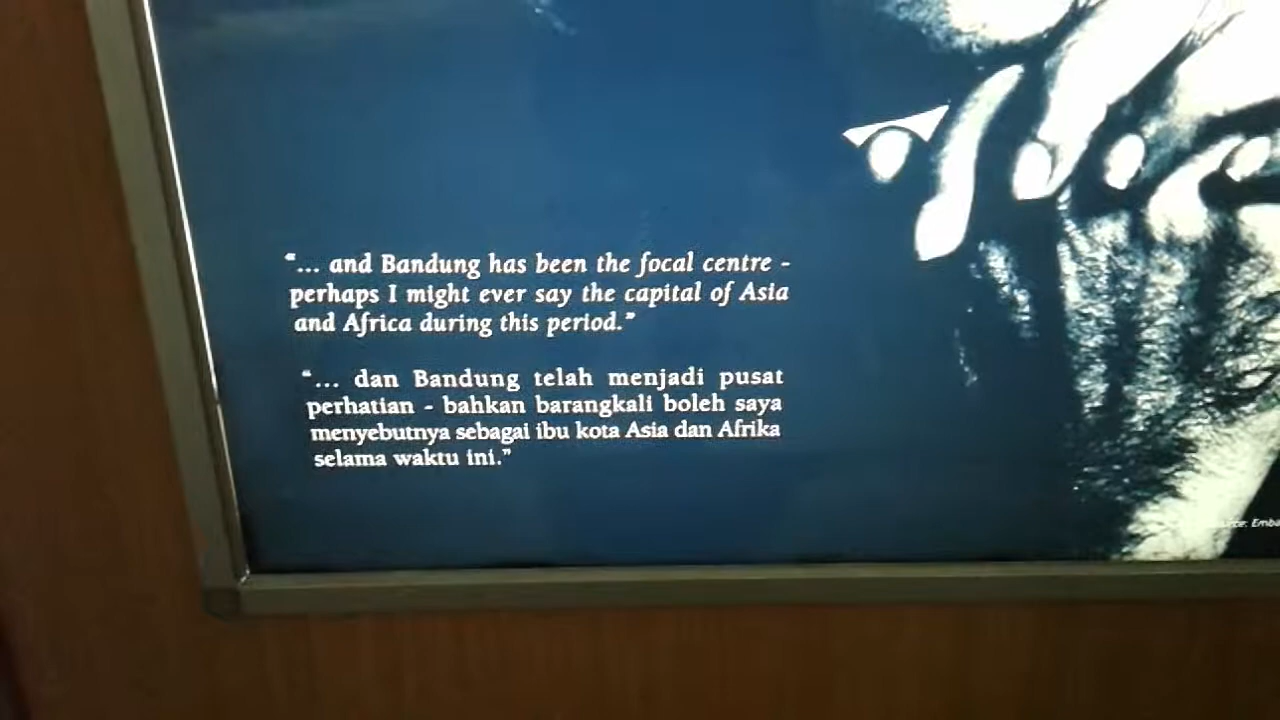 “... and Bandung has been the focal centre -
perhaps I might ever say the capital of Asia
and Africa during this period.”
“... dan Bandung telah menjadi pusat
perhatian - bahkan barangkali boleh saya
menyebutnya sebagai ibu kota Asia dan Afrika
selama waktu ini.”